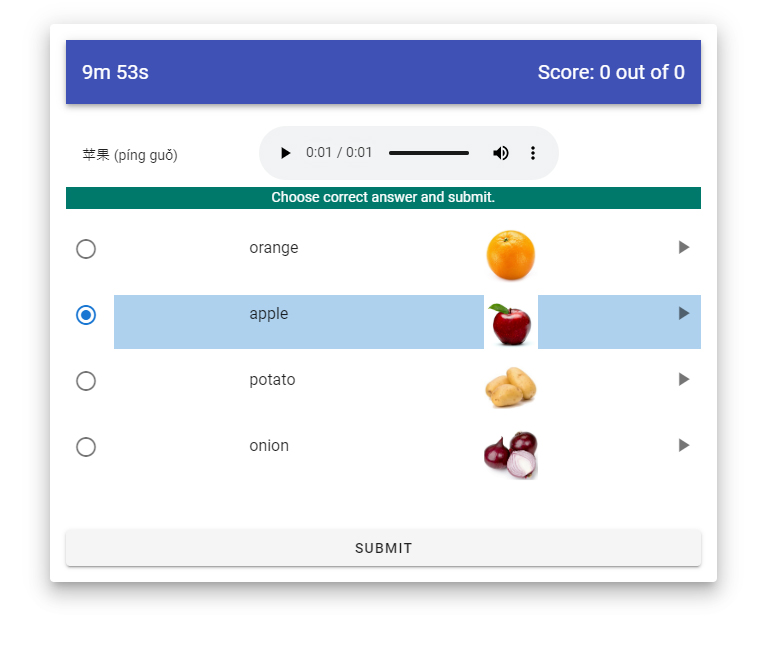 9m 53s Score: 0 out of 0
苹果 (píng guǒ) 0:01 / 0:01
Choose correct answer and submit.
orange
apple
potato
onion
SUBMIT